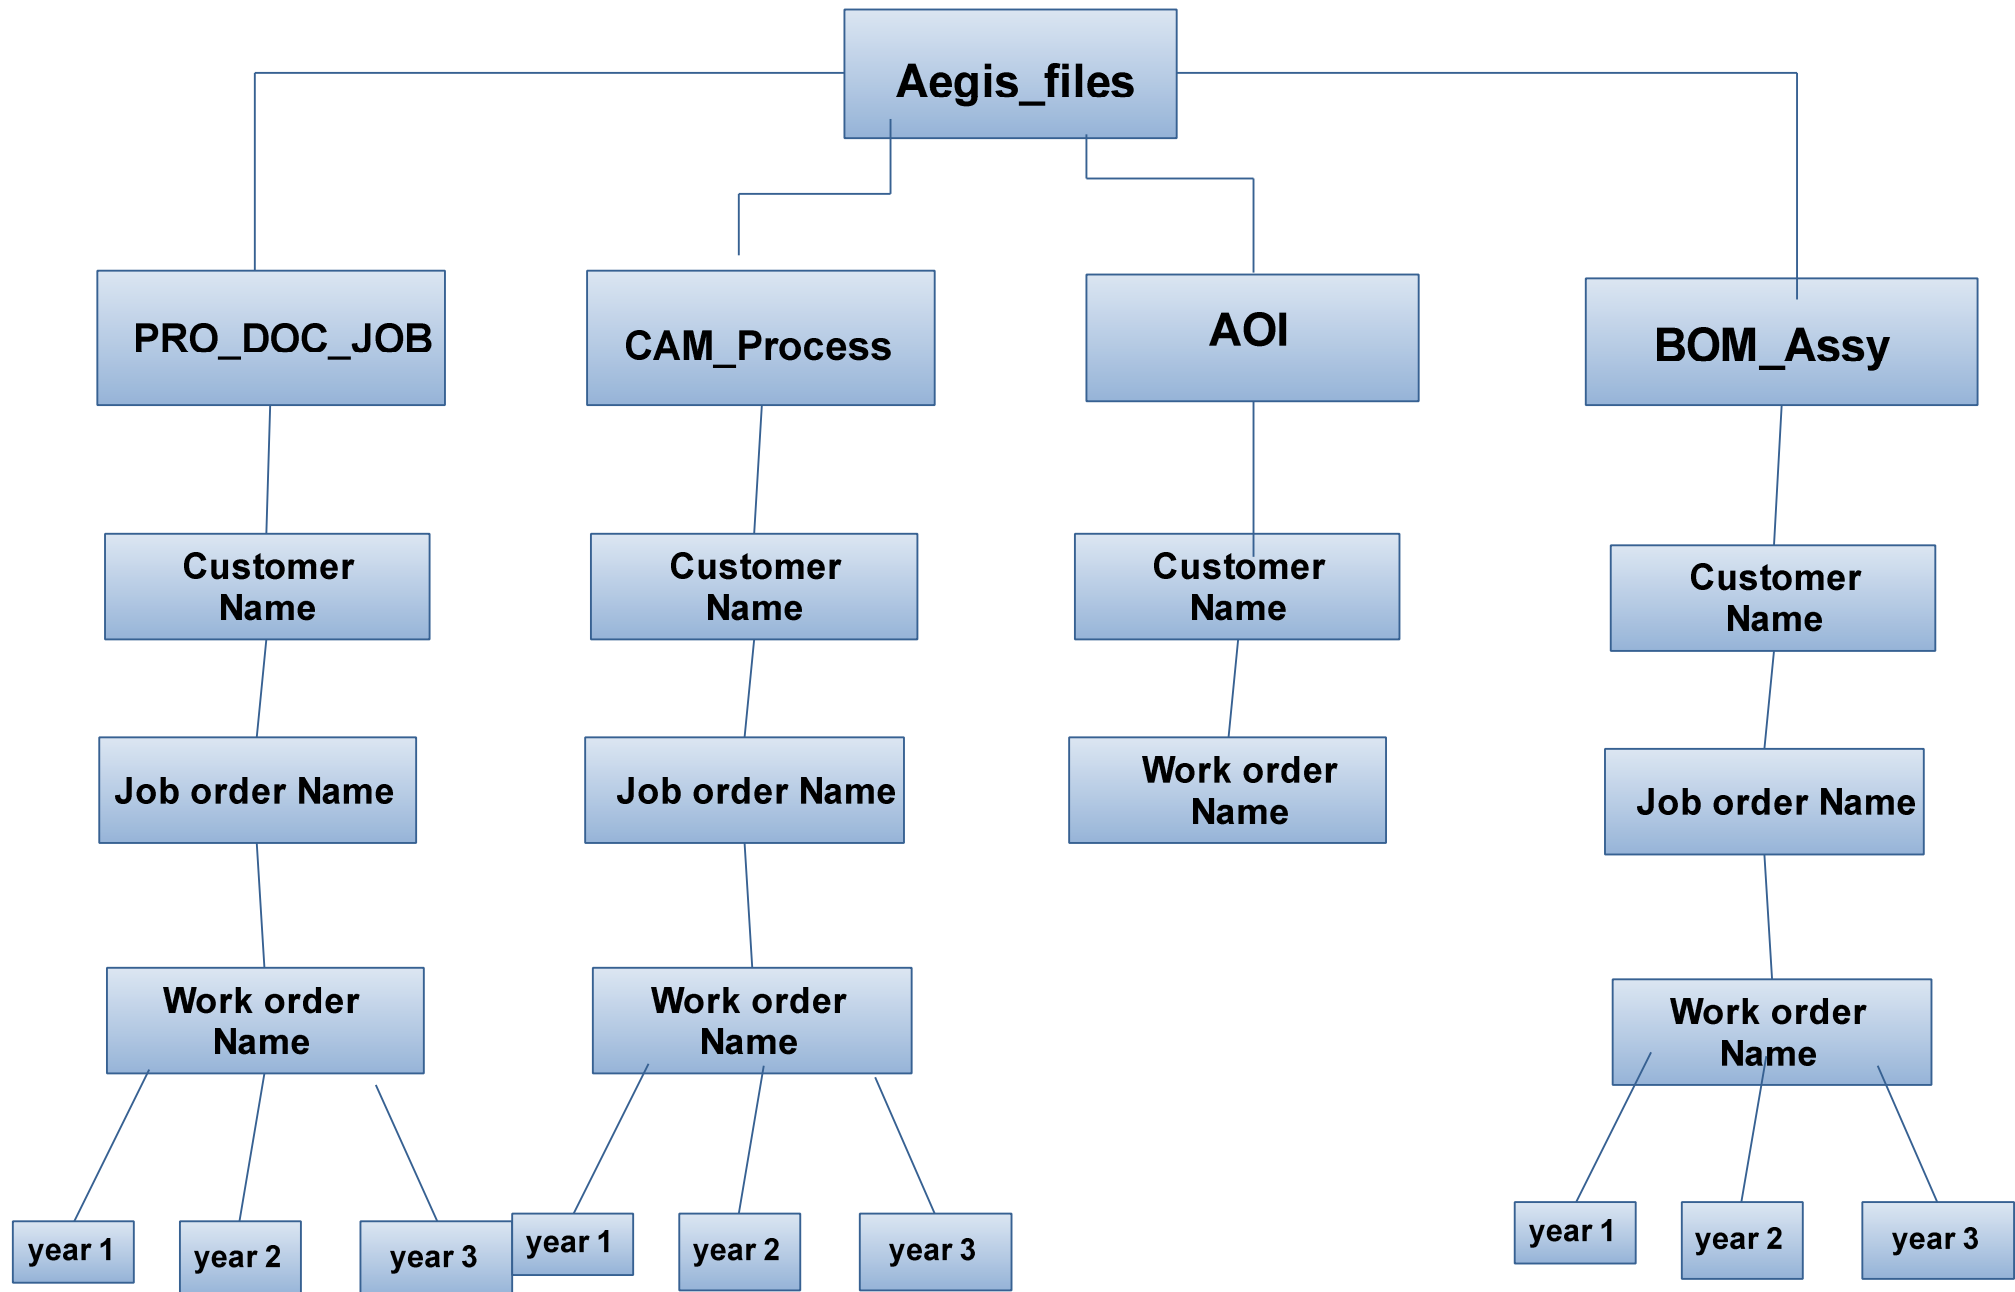 Aegis_files
PRO_DOC_JOB
CAM_Process
AOI
BOM_Assy
Customer
Name
Customer
Name
Customer
Name
Customer
Name
Job order Name
Job order Name
Work order
Name
Job order Name
Work order
Name
Work order
Name
Work order
Name
year 1
year 2
year 3
year 1
year 2
year 3
year 1
year 2
year 3